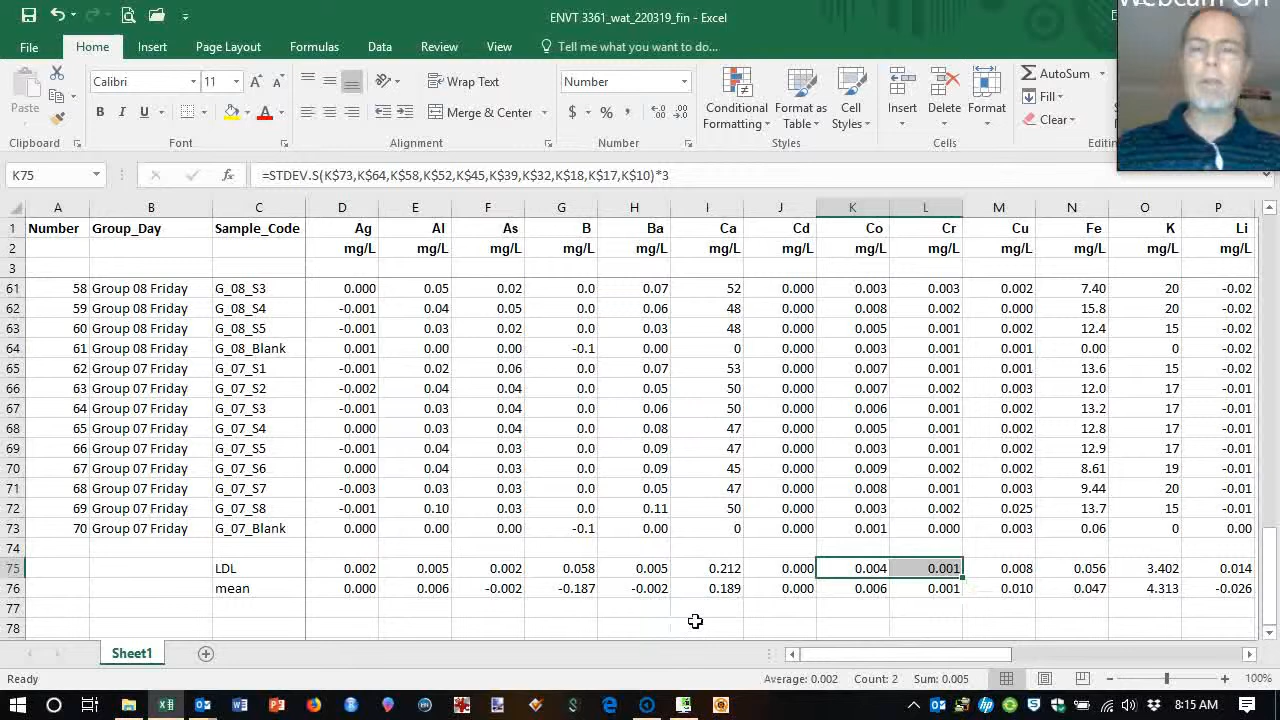 ENVT 3361_wat_220319_fin - Excel
Webcam On
File Home Insert Page Layout Formulas Data Review View Tell me what you want to do...
Calibri 11 Wrap Text Number AutoSum
Paste B I U A Merge & Center $ % , Conditional Formatting Format as Table Cell Styles Insert Delete Format Fill Clear
Clipboard Font Alignment Number Styles Cells
K75 fx =STDEV.S(K$73,K$64,K$58,K$52,K$45,K$39,K$32,K$18,K$17,K$10)*3
A B C D E F G H I J K L M N O P
1 Number Group_Day Sample_Code Ag Al As B Ba Ca Cd Co Cr Cu Fe K Li
2 mg/L mg/L mg/L mg/L mg/L mg/L mg/L mg/L mg/L mg/L mg/L mg/L mg/L
3
61 58 Group 08 Friday G_08_S3 0.000 0.05 0.02 0.0 0.07 52 0.000 0.003 0.003 0.002 7.40 20 -0.02
62 59 Group 08 Friday G_08_S4 -0.001 0.04 0.05 0.0 0.06 48 0.000 0.008 0.002 0.000 15.8 20 -0.02
63 60 Group 08 Friday G_08_S5 -0.001 0.03 0.02 0.0 0.03 48 0.000 0.005 0.001 0.002 12.4 15 -0.02
64 61 Group 08 Friday G_08_Blank 0.001 0.00 0.00 -0.1 0.00 0 0.000 0.003 0.001 0.001 0.00 0 -0.02
65 62 Group 07 Friday G_07_S1 -0.001 0.02 0.06 0.0 0.07 53 0.000 0.007 0.001 0.002 13.6 15 -0.02
66 63 Group 07 Friday G_07_S2 -0.002 0.04 0.04 0.0 0.05 50 0.000 0.007 0.002 0.003 12.0 17 -0.01
67 64 Group 07 Friday G_07_S3 -0.001 0.03 0.04 0.0 0.06 50 0.000 0.006 0.001 0.002 13.2 17 -0.01
68 65 Group 07 Friday G_07_S4 0.000 0.03 0.04 0.0 0.08 47 0.000 0.005 0.001 0.002 12.8 17 -0.01
69 66 Group 07 Friday G_07_S5 -0.001 0.04 0.03 0.0 0.09 47 0.000 0.003 0.001 0.002 12.9 17 -0.01
70 67 Group 07 Friday G_07_S6 0.000 0.04 0.03 0.0 0.09 45 0.000 0.009 0.002 0.002 8.61 19 -0.01
71 68 Group 07 Friday G_07_S7 -0.003 0.03 0.03 0.0 0.05 47 0.000 0.008 0.001 0.003 9.44 20 -0.01
72 69 Group 07 Friday G_07_S8 -0.001 0.10 0.03 0.0 0.11 50 0.000 0.003 0.002 0.025 13.7 15 -0.01
73 70 Group 07 Friday G_07_Blank 0.000 0.00 0.00 -0.1 0.00 0 0.000 0.001 0.000 0.003 0.06 0 0.00
74
75 LDL 0.002 0.005 0.002 0.058 0.005 0.212 0.000 0.004 0.001 0.008 0.056 3.402 0.014
76 mean 0.000 0.006 -0.002 -0.187 -0.002 0.189 0.000 0.006 0.001 0.010 0.047 4.313 -0.026
77
78
Sheet1
Ready Average: 0.002 Count: 2 Sum: 0.005 100%
8:15 AM